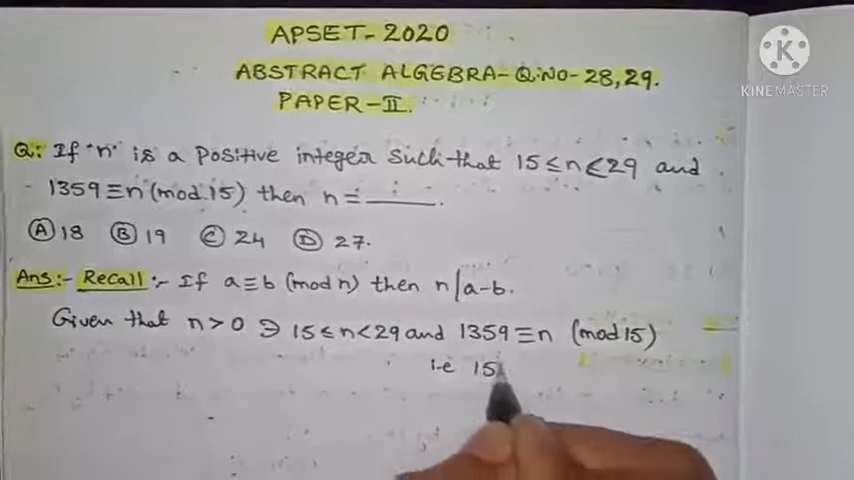 APSET-2020
ABSTRACT ALGEBRA-Q.NO-28,29.
PAPER-II.
KINEMASTER
Q: If 'n' is a positive integer such that 15 ≤ n < 29 and
1359 ≡ n (mod 15) then n = ______.
(A) 18 (B) 19 (C) 24 (D) 27.
Ans:- Recall :- If a ≡ b (mod n) then n | a-b.
Given that n > 0 ∋ 15 ≤ n < 29 and 1359 ≡ n (mod 15)
i.e 15